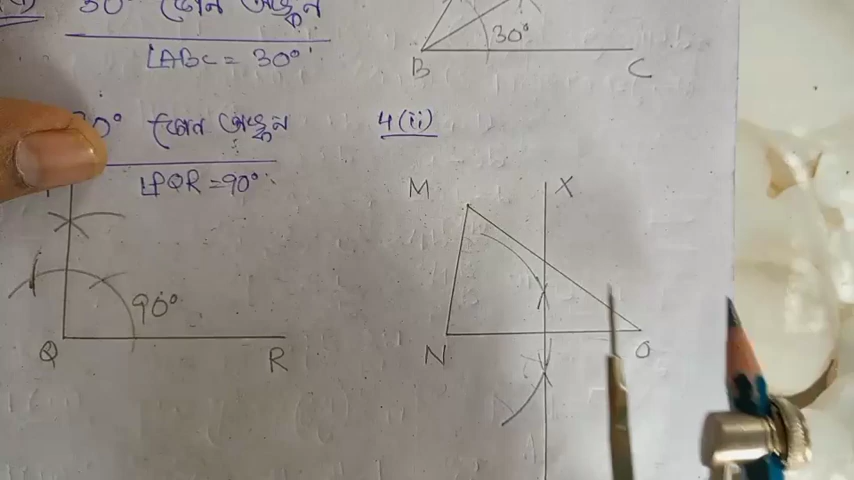 30° কোন অঙ্কন
∠ABC = 30°
30°
B
C
কোন অঙ্কন
∠PQR = 90°
4(ii)
M
X
90°
Q
R
N
O